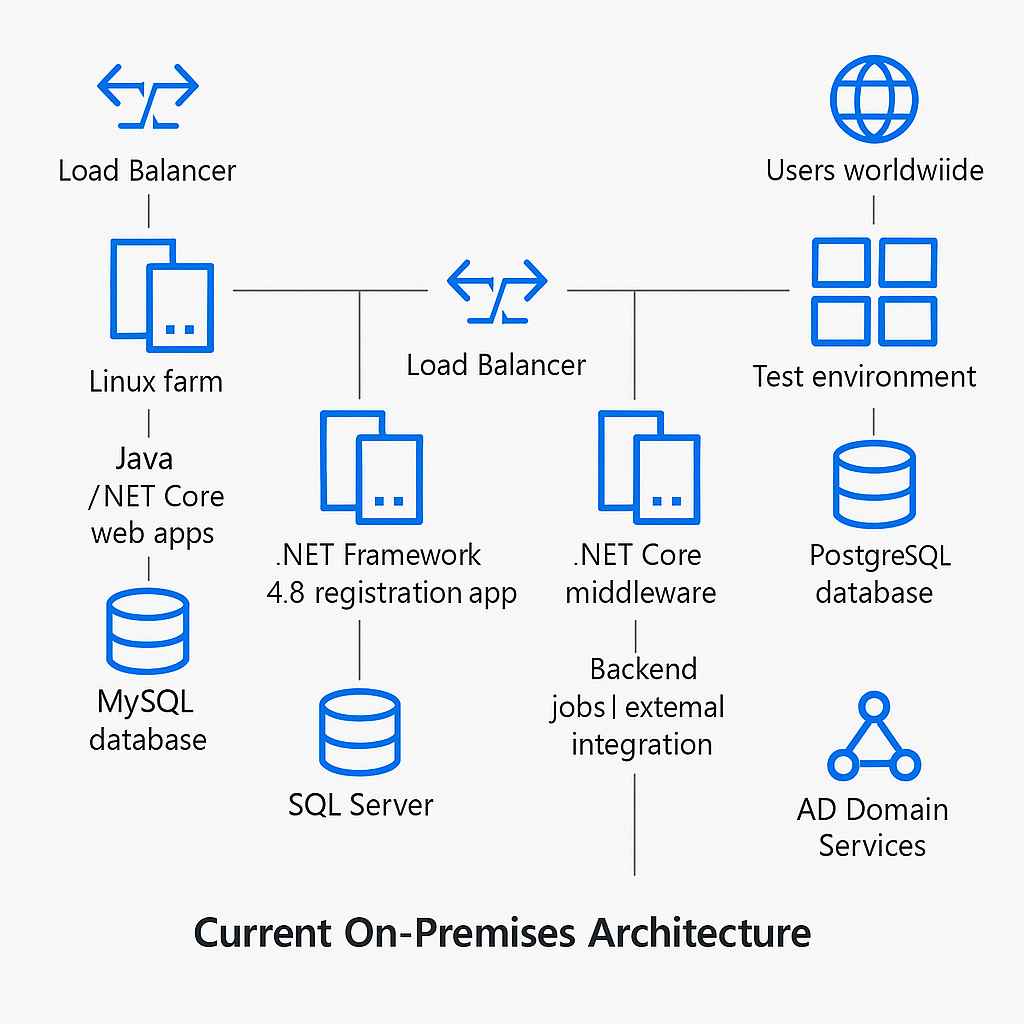 Load Balancer
Users worldwiide
Linux farm
Load Balancer
Test environment
Java
/NET Core
web apps
.NET Framework
4.8 registration app
.NET Core
middleware
PostgreSQL
database
MySQL
database
Backend
jobs | extemal
integration
SQL Server
AD Domain
Services
Current On-Premises Architecture